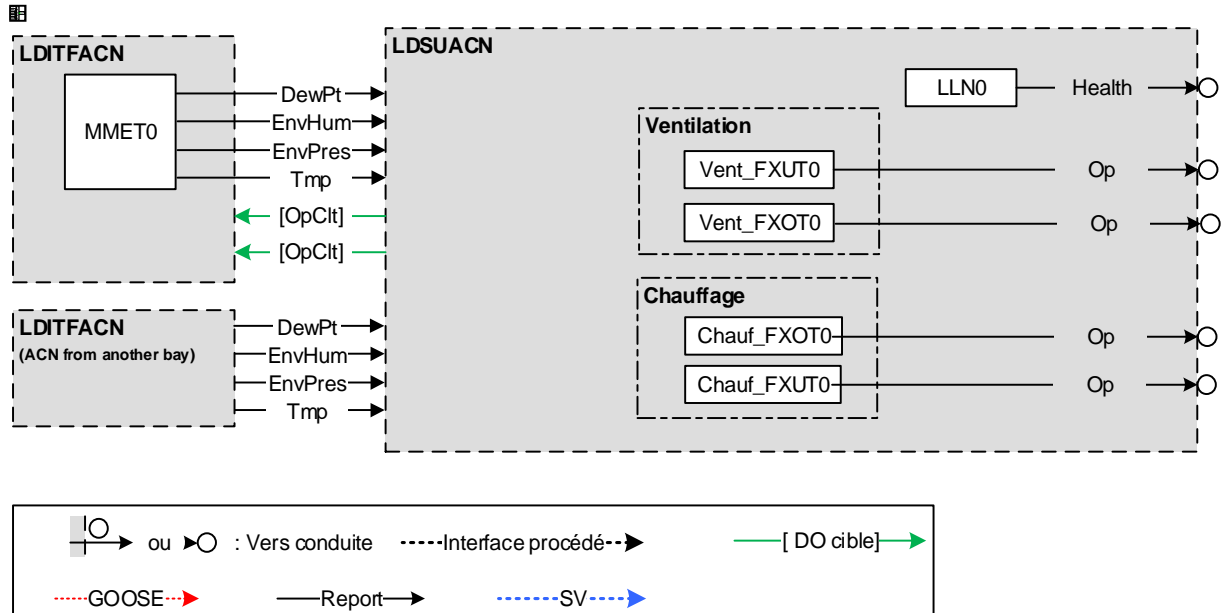 LDITFACN
MMET0
DewPt
EnvHum
EnvPres
Tmp
[OpClt]
[OpClt]
LDITFACN
(ACN from another bay)
DewPt
EnvHum
EnvPres
Tmp
LDSUACN
LLN0
Health
Ventilation
Vent_FXUT0
Op
Vent_FXOT0
Op
Chauffage
Chauf_FXOT0
Op
Chauf_FXUT0
Op
ou : Vers conduite
Interface procédé
[ DO cible]
GOOSE
Report
SV